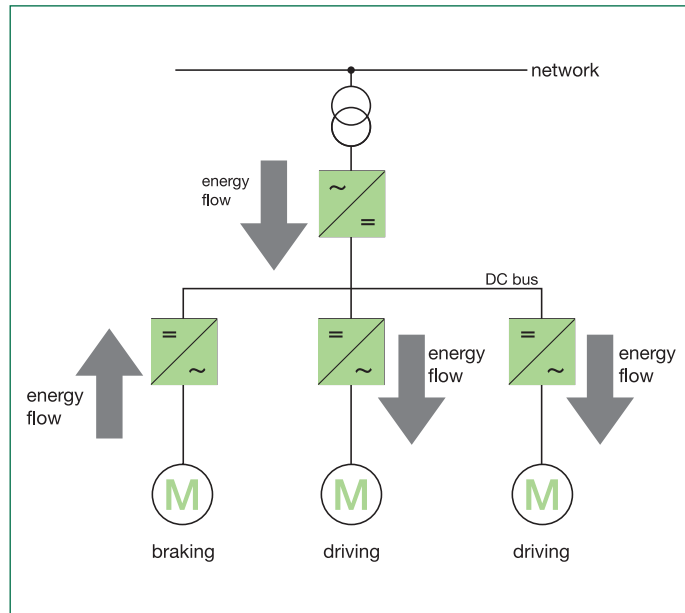 network
energy
flow
~
=
DC bus
=
~
=
~
=
~
energy
flow
energy
flow
energy
flow
M
M
M
braking
driving
driving